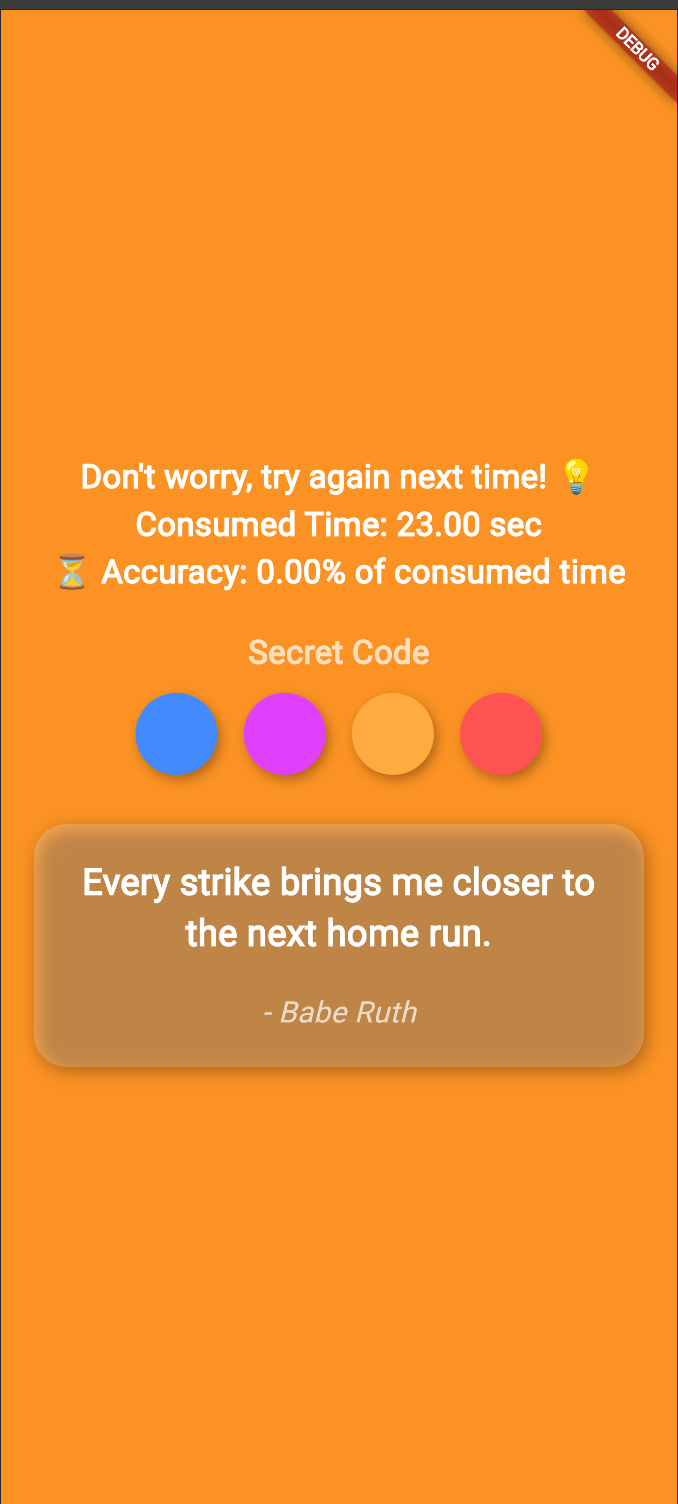 DEBUG
Don't worry, try again next time! 💡
Consumed Time: 23.00 sec
⏳ Accuracy: 0.00% of consumed time
Secret Code
Every strike brings me closer to
the next home run.
- Babe Ruth